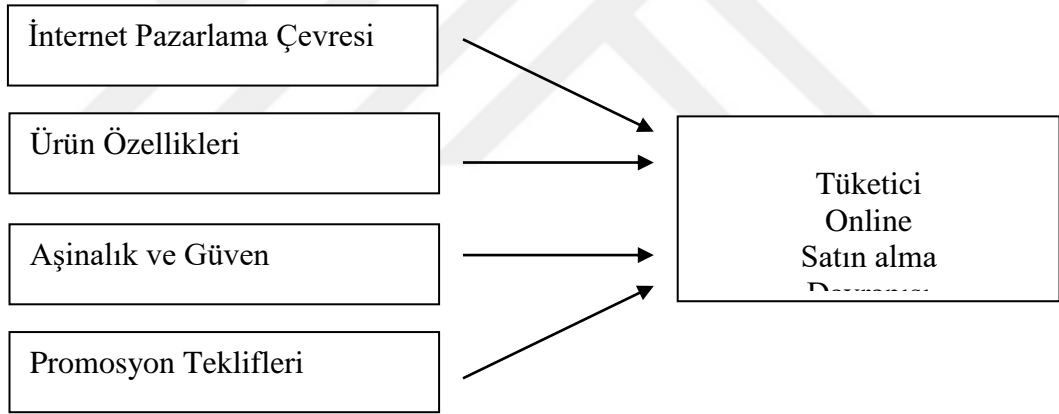 İnternet Pazarlama Çevresi
Ürün Özellikleri
Aşinalık ve Güven
Promosyon Teklifleri
Tüketici
Online
Satın alma